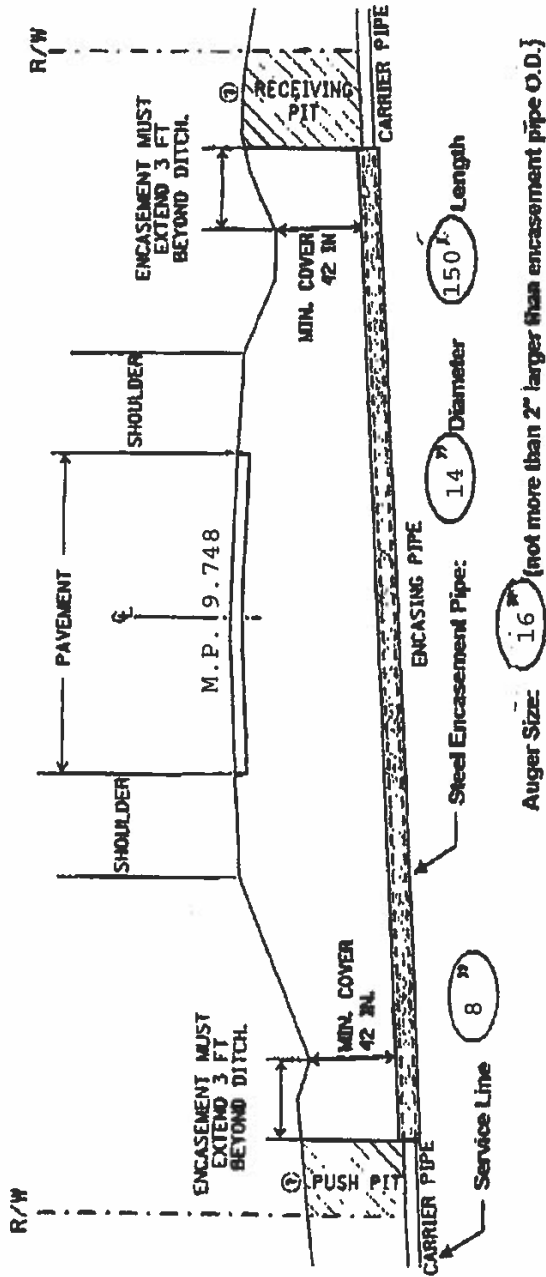 R/W
R/W
PAVEMENT
SHOULDER
SHOULDER
ENCASEMENT MUST
EXTEND 3 FT
BEYOND DITCH.
ENCASEMENT MUST
EXTEND 3 FT
BEYOND DITCH.
M.P. 9.748
PUSH PIT
RECEIVING
PIT
MIN. COVER
42 IN.
MIN. COVER
42 IN
CARRIER PIPE
CARRIER PIPE
ENCASING PIPE
Service Line 8"
Steel Encasement Pipe: 14" Diameter 150' Length
Auger Size: 16" (not more than 2" larger than encasement pipe O.D.)